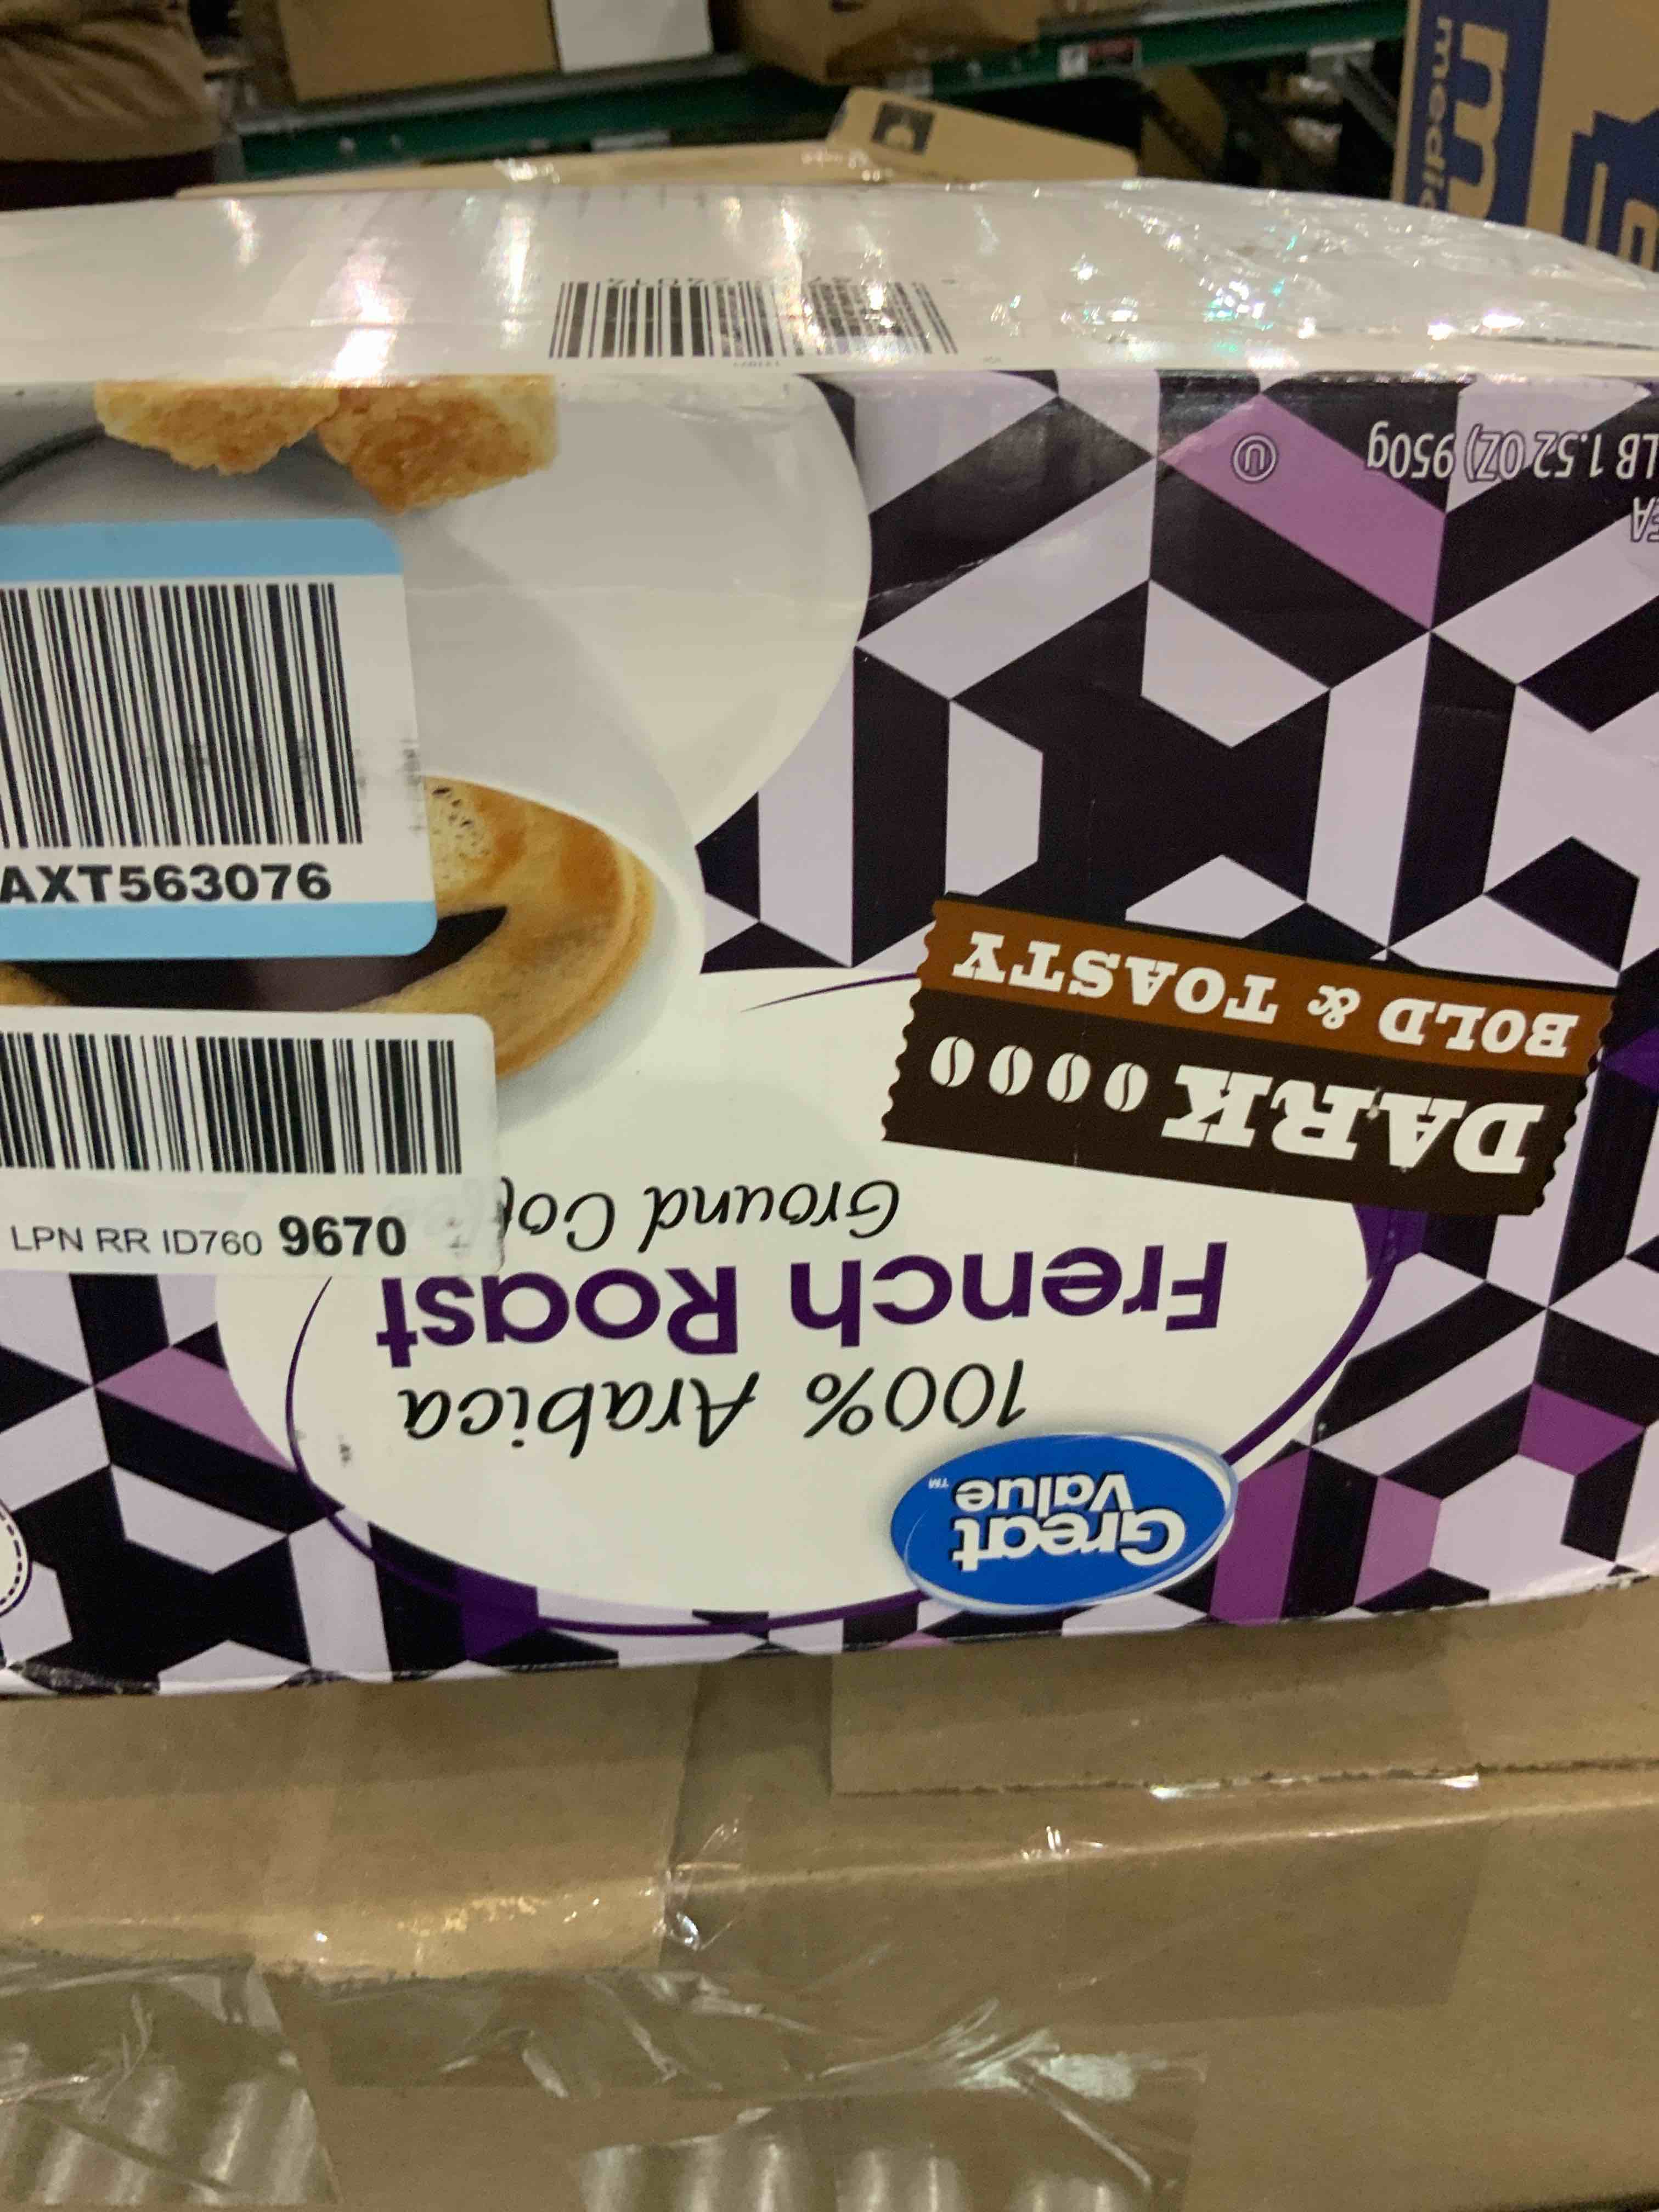 Great
Value™
100% Arabica
French Roast
Ground Co
DARK
BOLD & TOASTY
LB 1.52 OZ) 950g
U
AXT563076
LPN RR ID760 9670
m